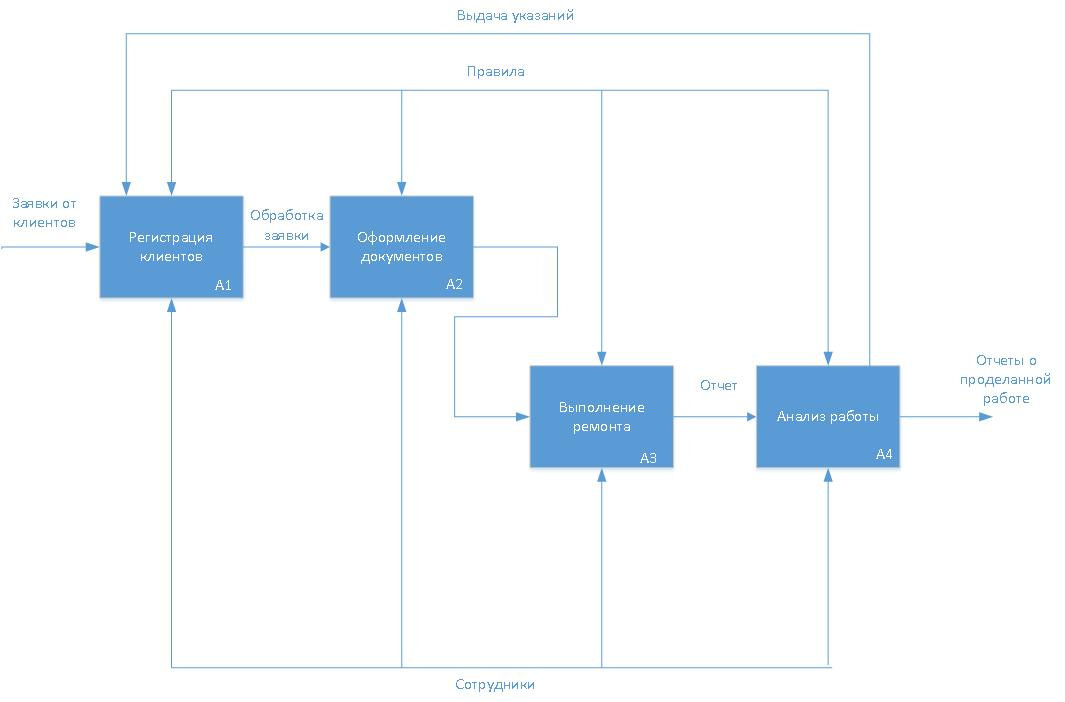 Выдача указаний
Правила
Заявки от
клиентов
Регистрация
клиентов
A1
Обработка
заявки
Оформление
документов
A2
Выполнение
ремонта
A3
Отчет
Анализ работы
A4
Отчеты о
проделанной
работе
Сотрудники